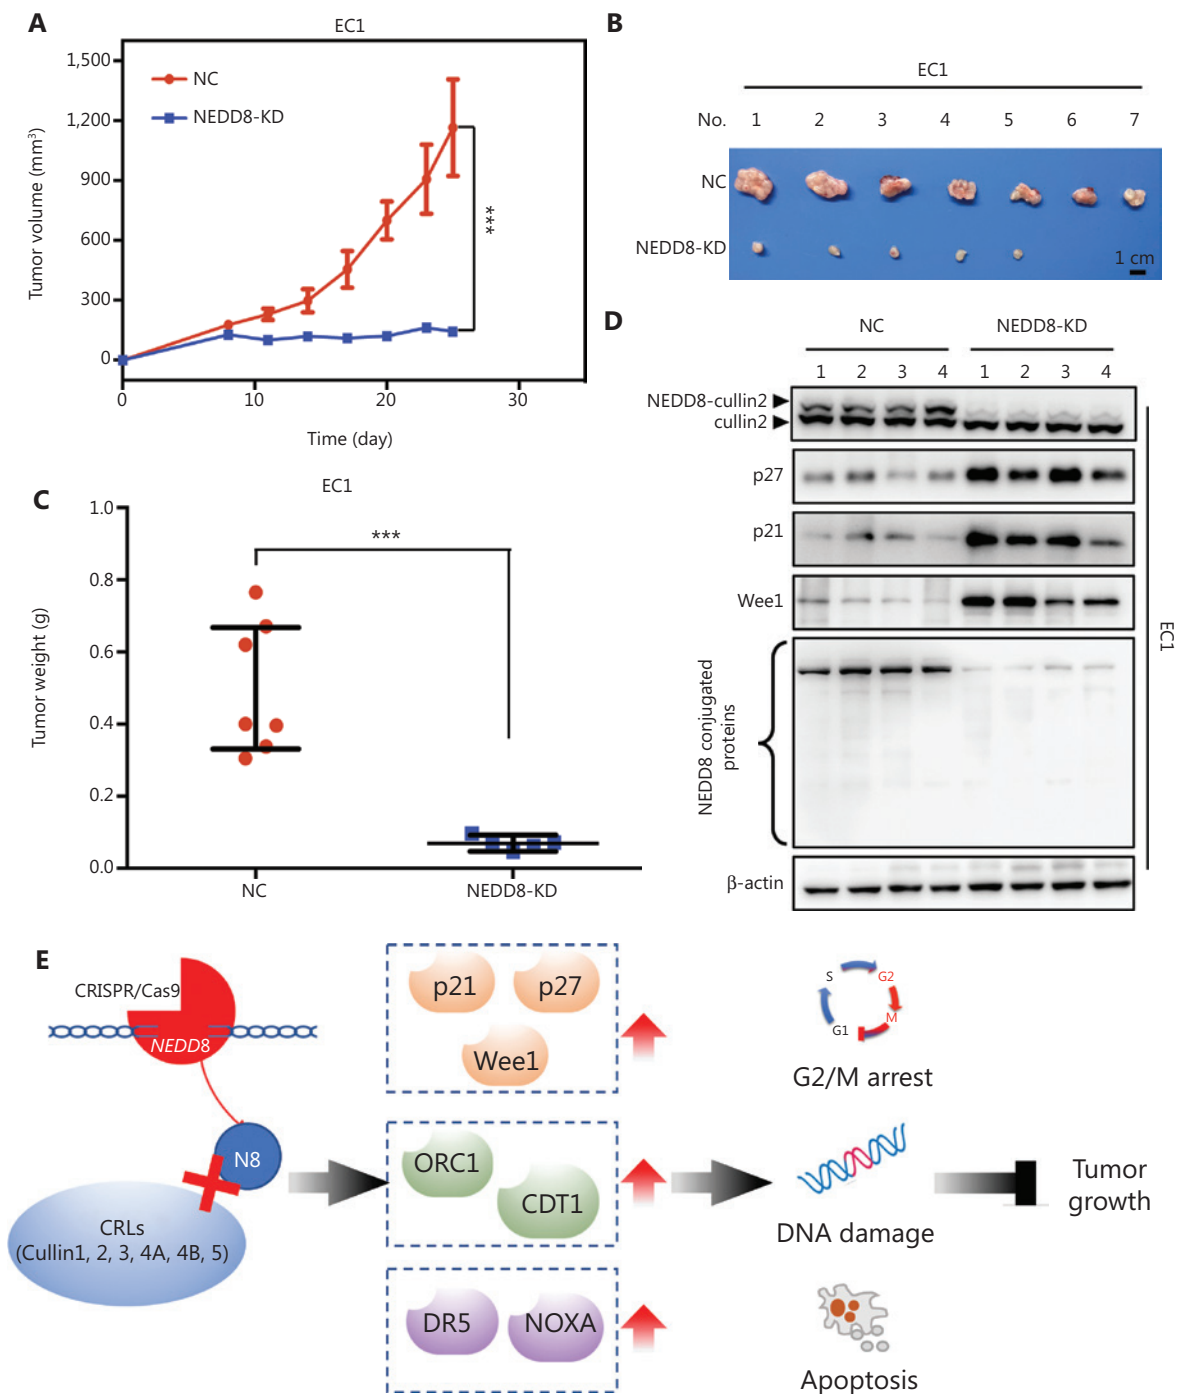 A
EC1
1,500
1,200
900
600
300
0
Tumor volume (mm³)
NC
NEDD8-KD
***
0
10
20
30
Time (day)
B
EC1
No. 1 2 3 4 5 6 7
NC
NEDD8-KD
1 cm
C
EC1
1.0
0.8
0.6
0.4
0.2
0.0
Tumor weight (g)
***
NC
NEDD8-KD
D
NC
NEDD8-KD
1 2 3 4 1 2 3 4
NEDD8-cullin2
cullin2
p27
p21
Wee1
NEDD8 conjugated
proteins
β-actin
EC1
E
CRISPR/Cas9
NEDD8
N8
CRLs
(Cullin1, 2, 3, 4A, 4B, 5)
p21
p27
Wee1
ORC1
CDT1
DR5
NOXA
S
G2
M
G1
G2/M arrest
DNA damage
Apoptosis
Tumor
growth